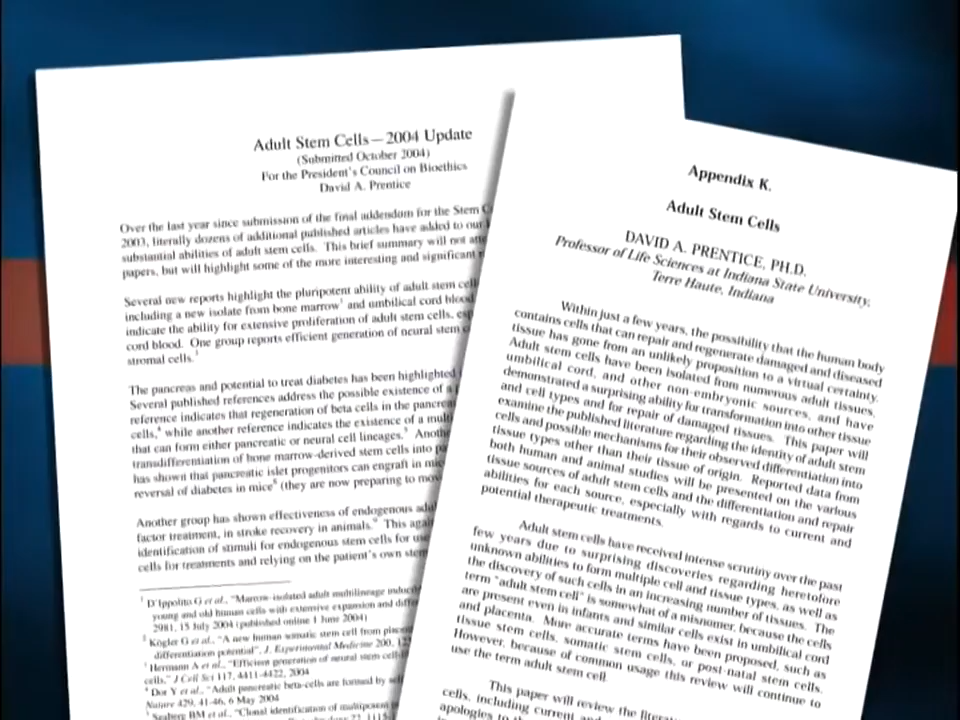 Adult Stem Cells — 2004 Update
(Submitted October 2004)
For the President's Council on Bioethics
David A. Prentice
Over the last year since submission of the final addendum for the Stem
2003, literally dozens of additional published articles have added to our
substantial abilities of adult stem cells. This brief summary will not
papers, but will highlight some of the more interesting and significant
Several new reports highlight the pluripotent ability of adult stem
including a new isolate from bone marrow¹ and umbilical cord blood
indicate the ability for extensive proliferation of adult stem cells,
cord blood. One group reports efficient generation of neural stem
stromal cells.³
The pancreas and potential to treat diabetes has been highlighted
Several published references address the possible existence of a
reference indicates that regeneration of beta cells in the
cells,⁴ while another reference indicates the existence of a
that can form either pancreatic or neural cell lineages.⁵
transdifferentiation of bone marrow-derived stem cells into
has shown that pancreatic islet progenitors can engraft in
reversal of diabetes in mice⁸ (they are now preparing to
Another group has shown effectiveness of endogenous
factor treatment, in stroke recovery in animals.⁹ This
identification of stimuli for endogenous stem cells for
cells for treatments and relying on the patient's own
¹ D'Ippolito G et al., "Marrow-isolated adult multilineage
young and old human cells with extensive expansion and
2981, 15 July 2004 (published online 1 June 2004)
² Kögler G et al., "A new human somatic stem cell from
differentiation potential", J. Experimental Medicine 200,
³ Hermann A et al., "Efficient generation of neural stem
cells," J Cell Sci 117, 4411-4422, 2004
⁴ Dor Y et al., "Adult pancreatic beta-cells are formed by
Nature 429, 41-46, 6 May 2004
⁵ Seaberg BM et al., "Clonal identification of multipotent
Appendix K.
Adult Stem Cells
DAVID A. PRENTICE, PH.D.
Professor of Life Sciences at Indiana State University,
Terre Haute, Indiana
Within just a few years, the possibility that the human body
contains cells that can repair and regenerate damaged and diseased
tissue has gone from an unlikely proposition to a virtual certainty.
Adult stem cells have been isolated from numerous adult tissues,
umbilical cord, and other non-embryonic sources, and have
demonstrated a surprising ability for transformation into other tissue
and cell types and for repair of damaged tissues. This paper will
examine the published literature regarding the identity of adult stem
cells and possible mechanisms for their observed differentiation into
tissue types other than their tissue of origin. Reported data from
both human and animal studies will be presented on the various
tissue sources of adult stem cells and the differentiation and repair
abilities for each source, especially with regards to current and
potential therapeutic treatments.
Adult stem cells have received intense scrutiny over the past
few years due to surprising discoveries regarding heretofore
unknown abilities to form multiple cell and tissue types, as well as
the discovery of such cells in an increasing number of tissues. The
term "adult stem cell" is somewhat of a misnomer, because the cells
are present even in infants and similar cells exist in umbilical cord
and placenta. More accurate terms have been proposed, such as
tissue stem cells, somatic stem cells, or post-natal stem cells.
However, because of common usage this review will continue to
use the term adult stem cell.
This paper will review the
cells, including current and
apologies to